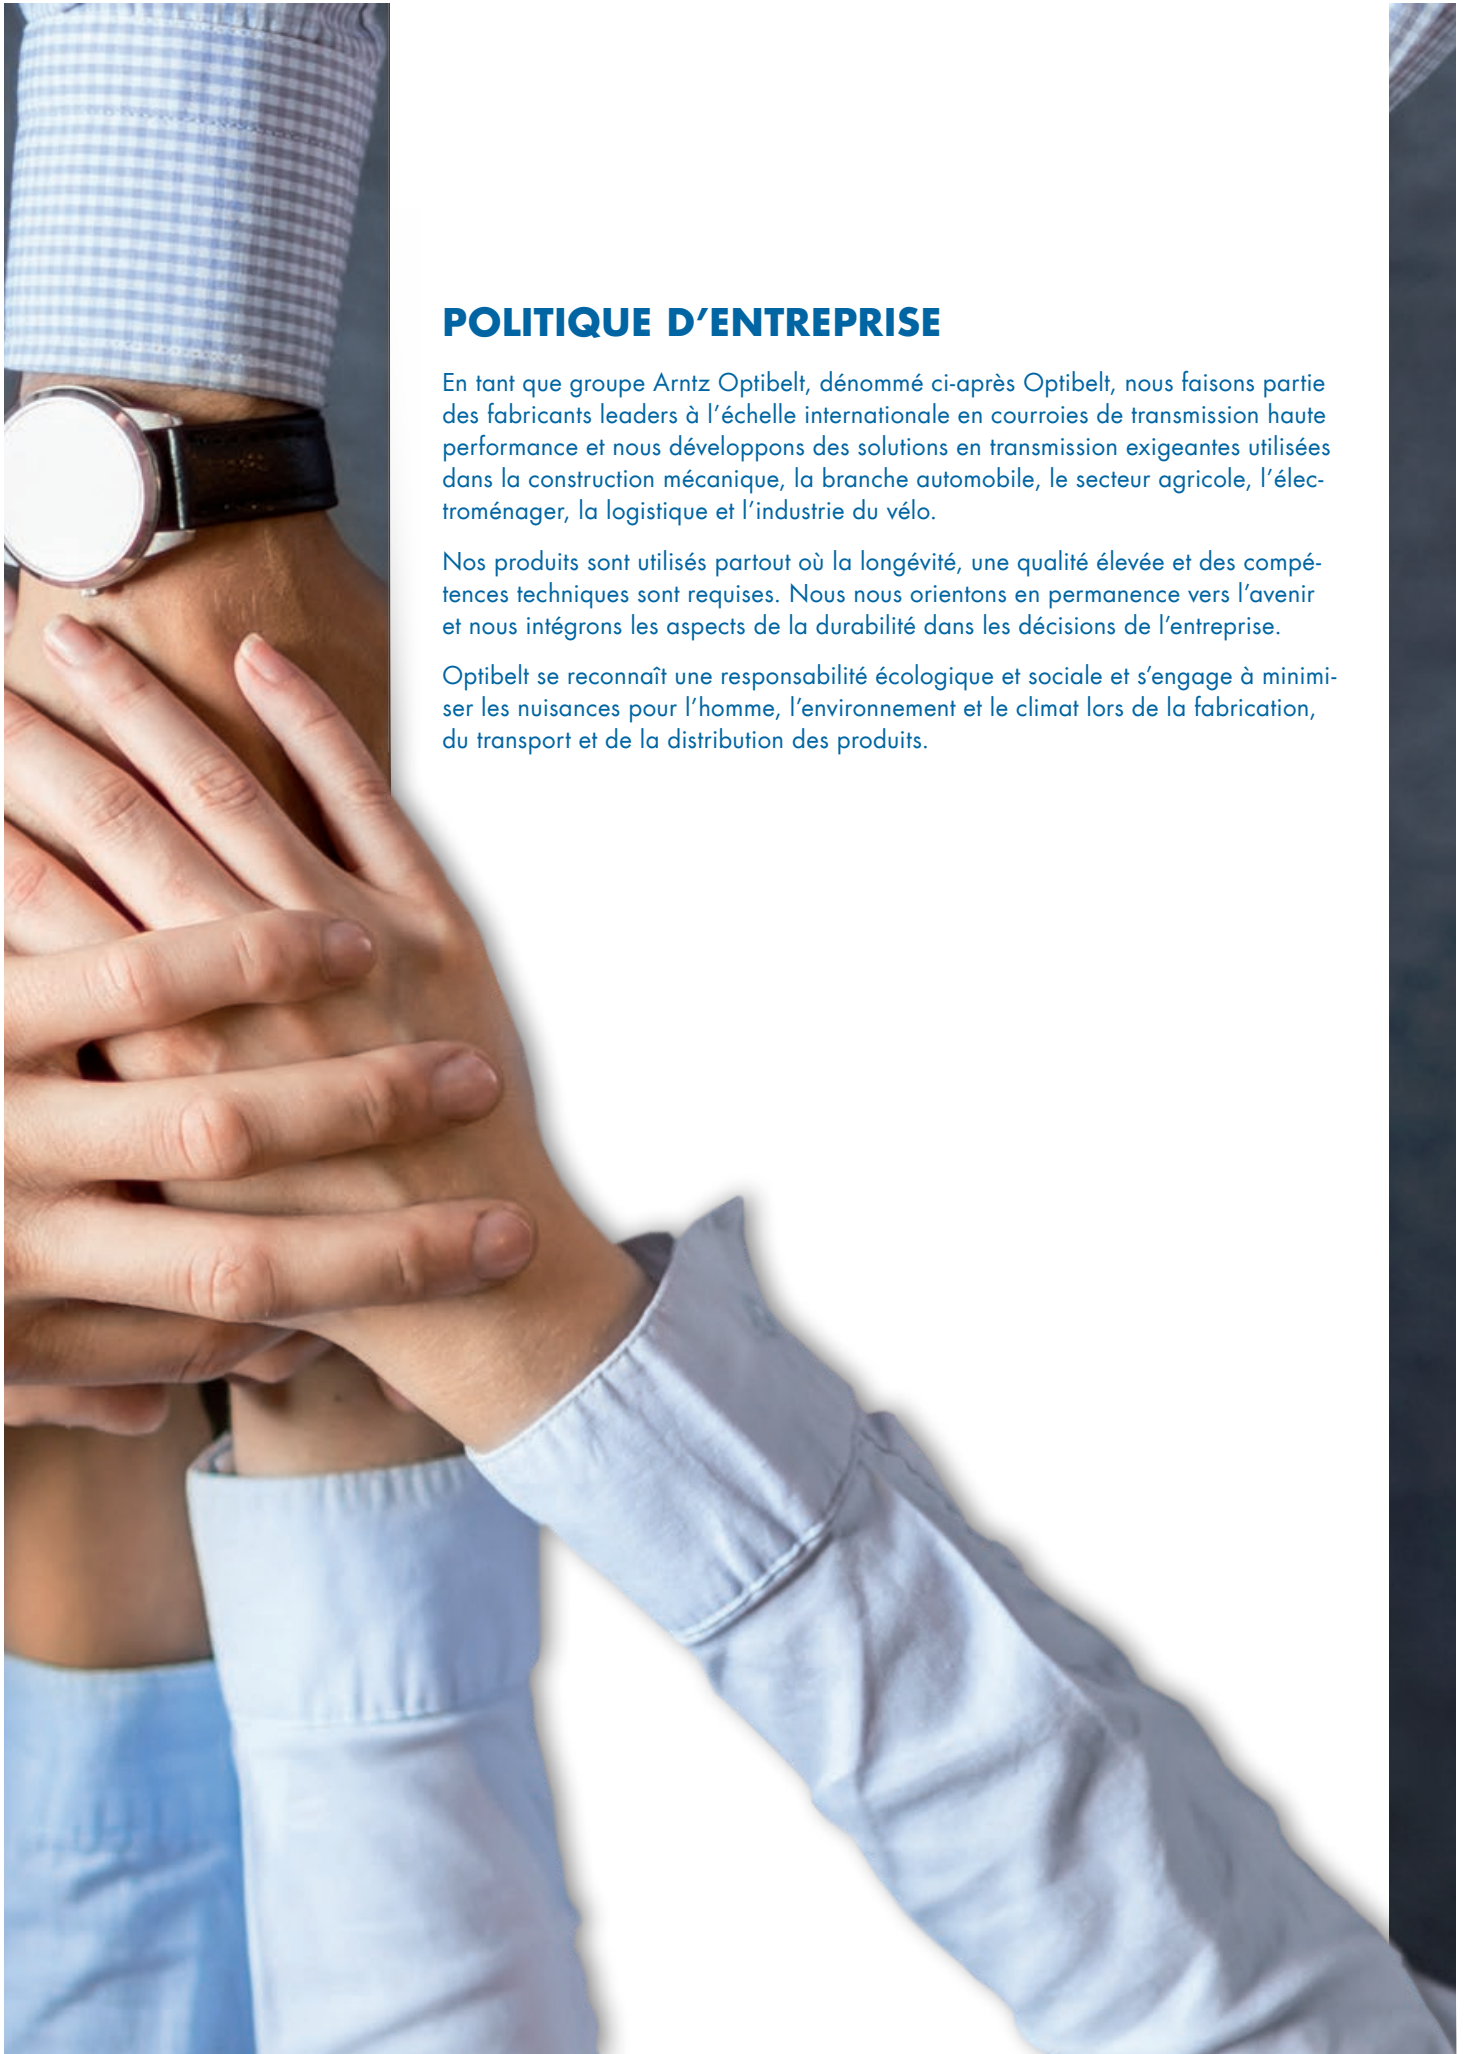 POLITIQUE D’ENTREPRISE
En tant que groupe Arntz Optibelt, dénommé ci-après Optibelt, nous faisons partie
des fabricants leaders à l’échelle internationale en courroies de transmission haute
performance et nous développons des solutions en transmission exigeantes utilisées
dans la construction mécanique, la branche automobile, le secteur agricole, l’élec-
troménager, la logistique et l’industrie du vélo.
Nos produits sont utilisés partout où la longévité, une qualité élevée et des compé-
tences techniques sont requises. Nous nous orientons en permanence vers l’avenir
et nous intégrons les aspects de la durabilité dans les décisions de l’entreprise.
Optibelt se reconnaît une responsabilité écologique et sociale et s’engage à minimi-
ser les nuisances pour l’homme, l’environnement et le climat lors de la fabrication,
du transport et de la distribution des produits.